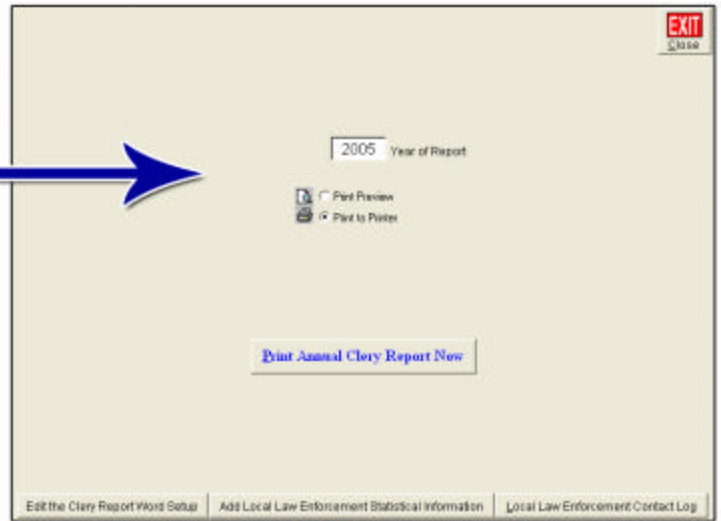 EXIT
Close
2005 Year of Report
Print Preview
Print to Printer
Print Annual Clery Report Now
Edit the Clery Report Word Setup Add Local Law Enforcement Statistical Information Local Law Enforcement Contact Log